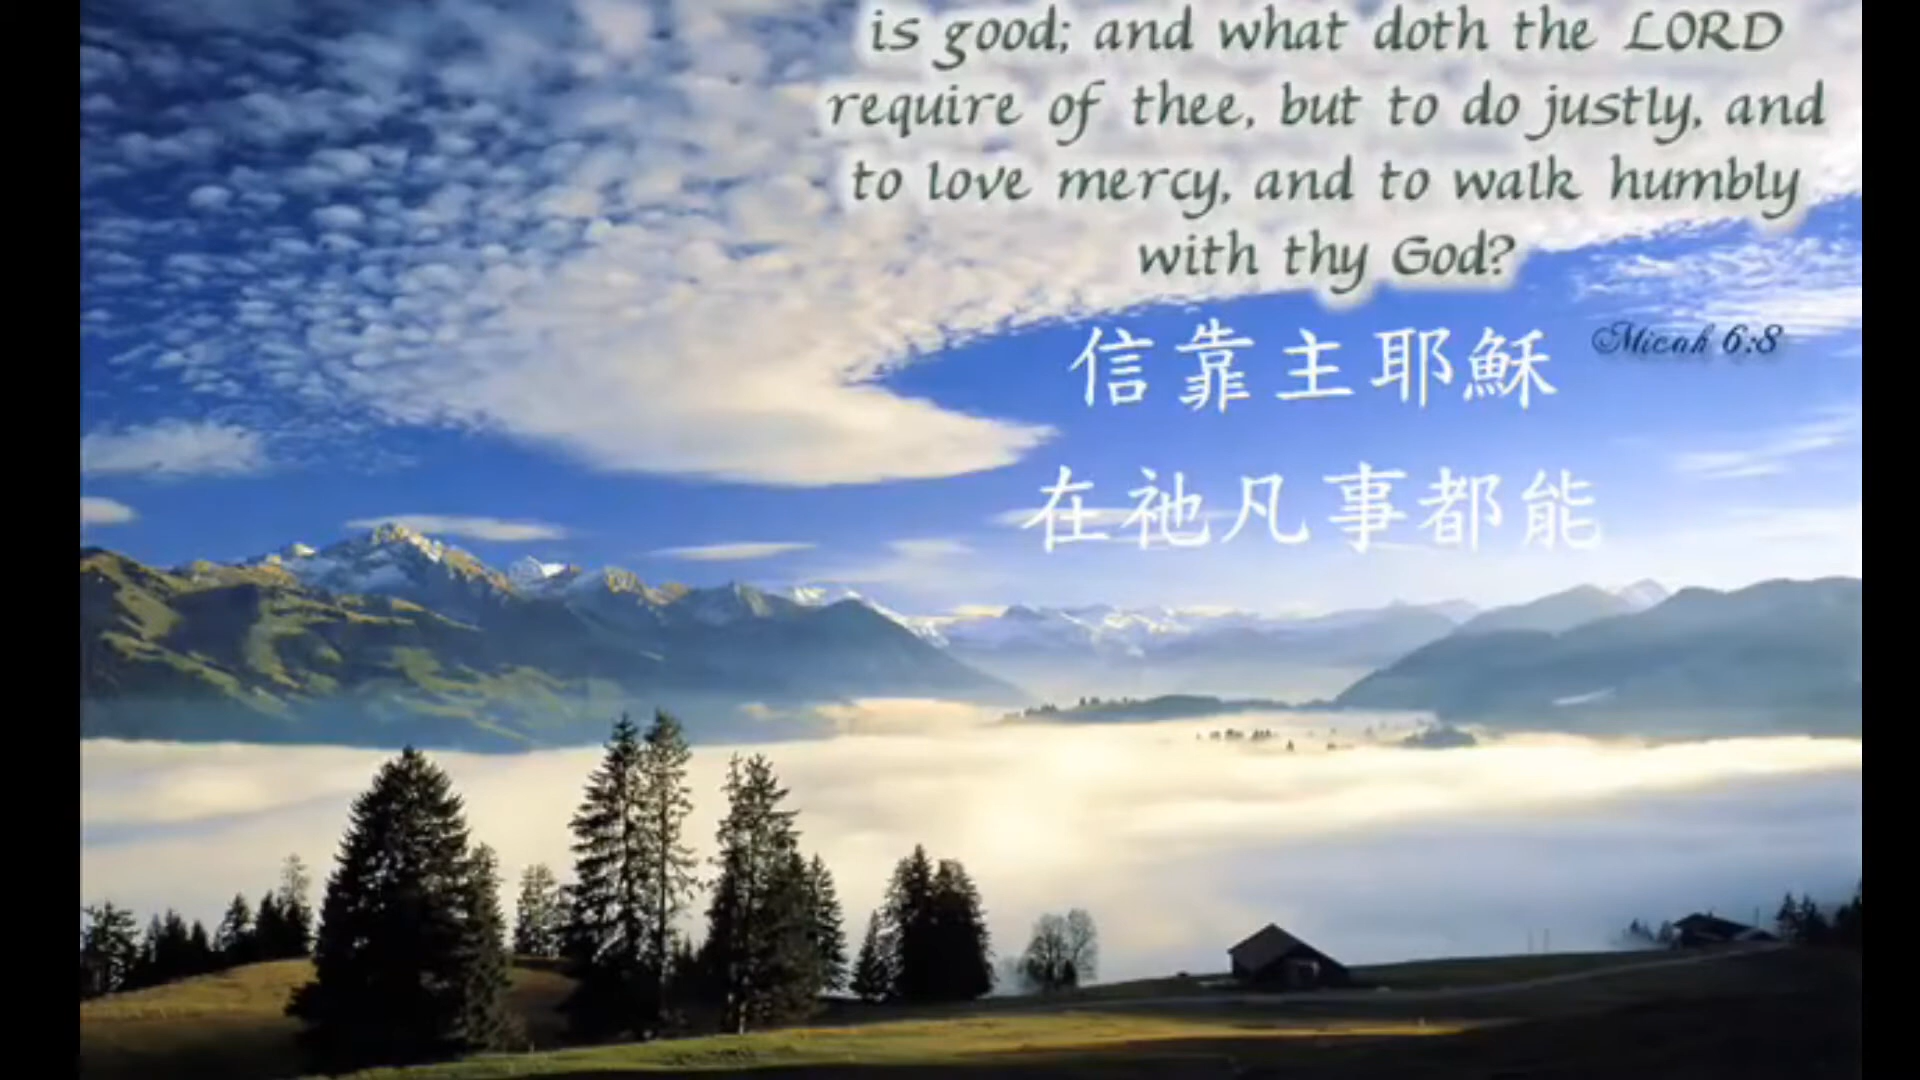 is good; and what doth the LORD
require of thee, but to do justly, and
to love mercy, and to walk humbly
with thy God?
Micah 6:8
信靠主耶穌
在祂凡事都能